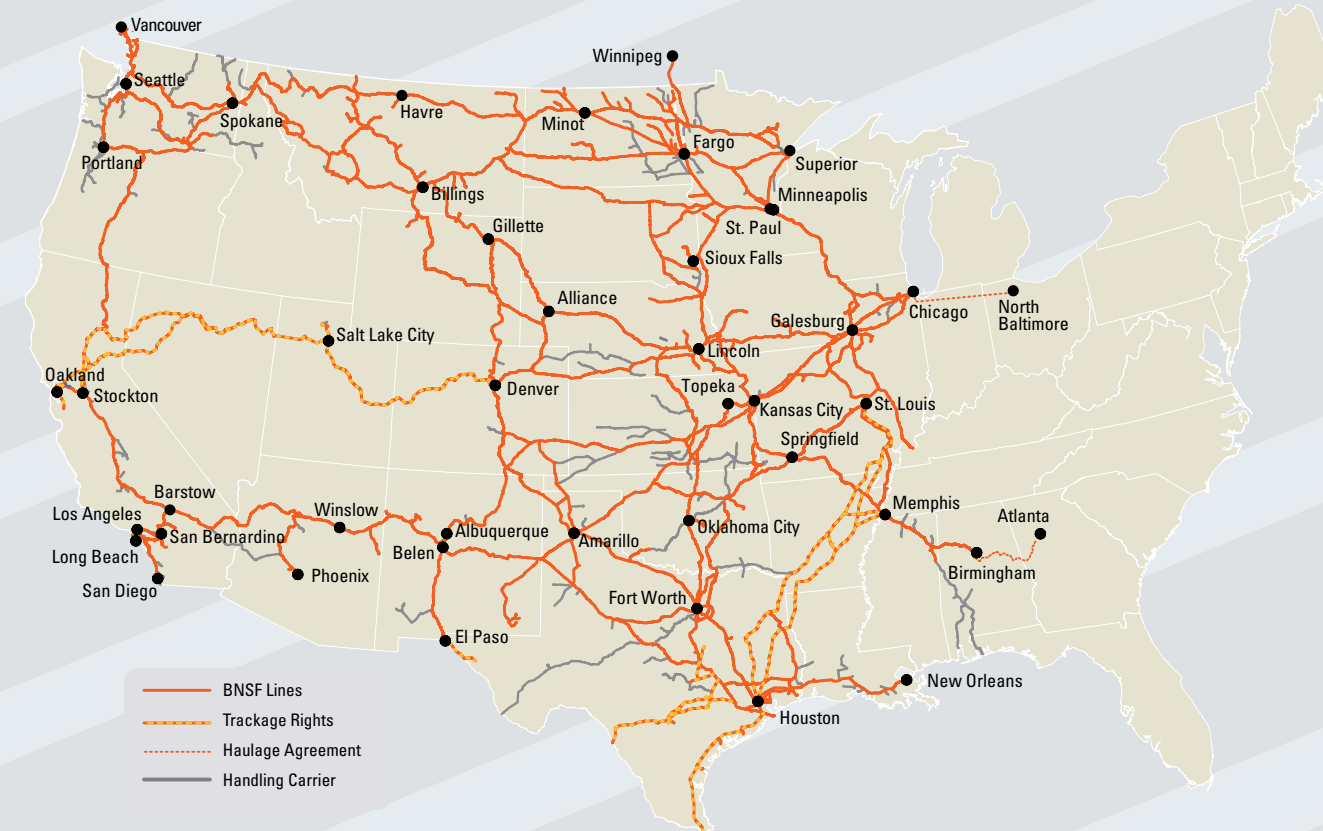 Vancouver
Winnipeg
Seattle
Spokane
Havre
Minot
Fargo
Portland
Superior
Billings
Minneapolis
St. Paul
Gillette
Sioux Falls
Alliance
Chicago
North
Baltimore
Galesburg
Salt Lake City
Lincoln
Oakland
Stockton
Denver
Topeka
Kansas City
St. Louis
Springfield
Barstow
Winslow
Memphis
Los Angeles
San Bernardino
Albuquerque
Oklahoma City
Atlanta
Long Beach
Belen
Amarillo
Phoenix
Birmingham
San Diego
Fort Worth
El Paso
New Orleans
Houston
BNSF Lines
Trackage Rights
Haulage Agreement
Handling Carrier